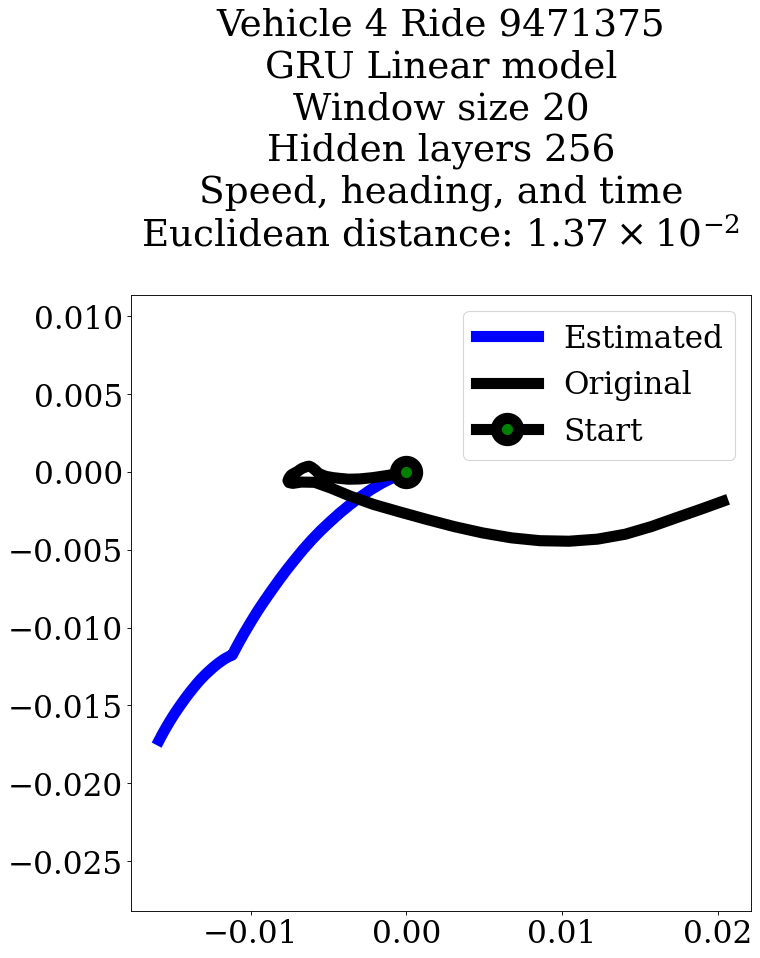 Vehicle 4 Ride 9471375
GRU Linear model
Window size 20
Hidden layers 256
Speed, heading, and time
Euclidean distance: 1.37 × 10⁻²
Estimated
Original
Start
0.010
0.005
0.000
−0.005
−0.010
−0.015
−0.020
−0.025
−0.01 0.00 0.01 0.02